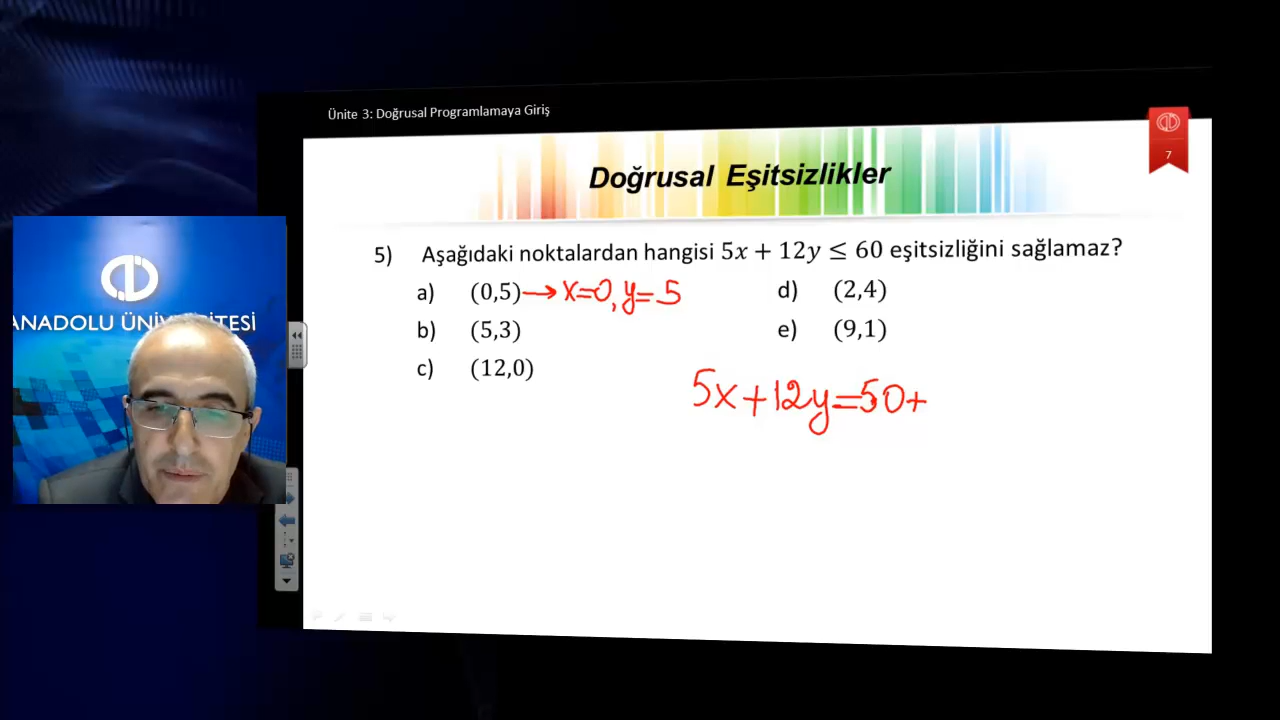 Ünite 3: Doğrusal Programlamaya Giriş
7
Doğrusal Eşitsizlikler
5) Aşağıdaki noktalardan hangisi 5x + 12y ≤ 60 eşitsizliğini sağlamaz?
a) (0,5) → x=0, y=5
d) (2,4)
b) (5,3)
e) (9,1)
c) (12,0)
5x+12y=50+
ANADOLU ÜNİVERSİTESİ